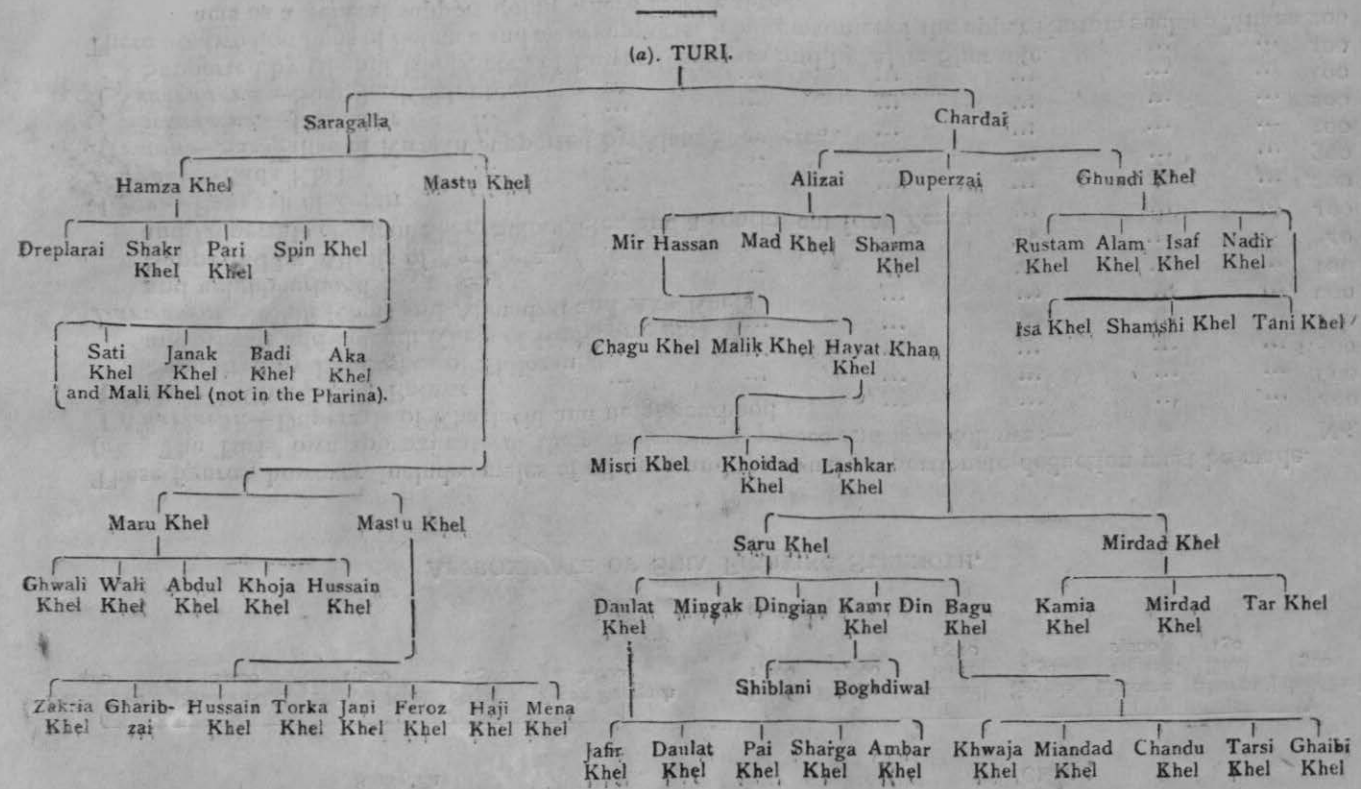 (a). TURI.
Saragalla Chardai
Hamza Khel Mastu Khel Alizai Duperzai Ghundi Khel
Dreplarai Shakr Pari Spin Khel Mir Hassan Mad Khel Sharma Rustam Alam Isaf Nadir
Khel Khel Khel Khel Khel Khel Khel
Isa Khel Shamshi Khel Tani Khel
Sati Janak Badi Aka Chagu Khel Malik Khel Hayat Khan
Khel Khel Khel Khel Khel
and Mali Khel (not in the Plarina).
Misri Khel Khoidad Lashkar
Khel Khel
Maru Khel Mastu Khel
Saru Khel Mirdad Khel
Ghwali Wali Abdul Khoja Hussain
Khel Khel Khel Khel Khel
Daulat Mingak Dingian Kamr Din Bagu Kamia Mirdad Tar Khel
Khel Khel Khel Khel Khel
Shiblani Boghdiwal
Zakria Gharib- Hussain Torka Jani Feroz Haji Mena
Khel zai Khel Khel Khel Khel Khel Khel
Jafir Daulat Pai Sharga Ambar Khwaja Miandad Chandu Tarsi Ghaibi
Khel Khel Khel Khel Khel Khel Khel Khel Khel Khel